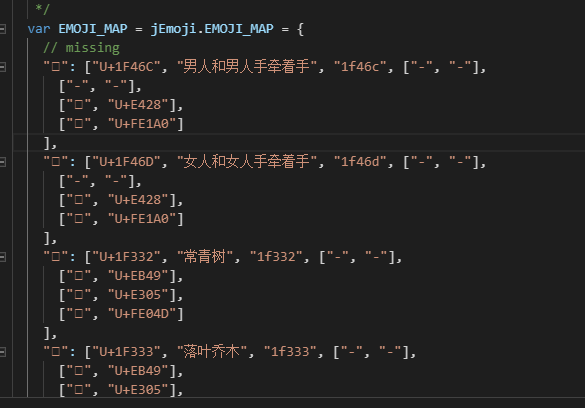 */
var EMOJI_MAP = jEmoji.EMOJI_MAP = {
// missing
"□": ["U+1F46C", "男人和男人手牵着手", "1f46c", ["-", "-"],
["-", "-"],
["□", "U+E428"],
["□", "U+FE1A0"]
],
"□": ["U+1F46D", "女人和女人手牵着手", "1f46d", ["-", "-"],
["-", "-"],
["□", "U+E428"],
["□", "U+FE1A0"]
],
"□": ["U+1F332", "常青树", "1f332", ["-", "-"],
["□", "U+EB49"],
["□", "U+E305"],
["□", "U+FE04D"]
],
"□": ["U+1F333", "落叶乔木", "1f333", ["-", "-"],
["□", "U+EB49"],
["□", "U+E305"],